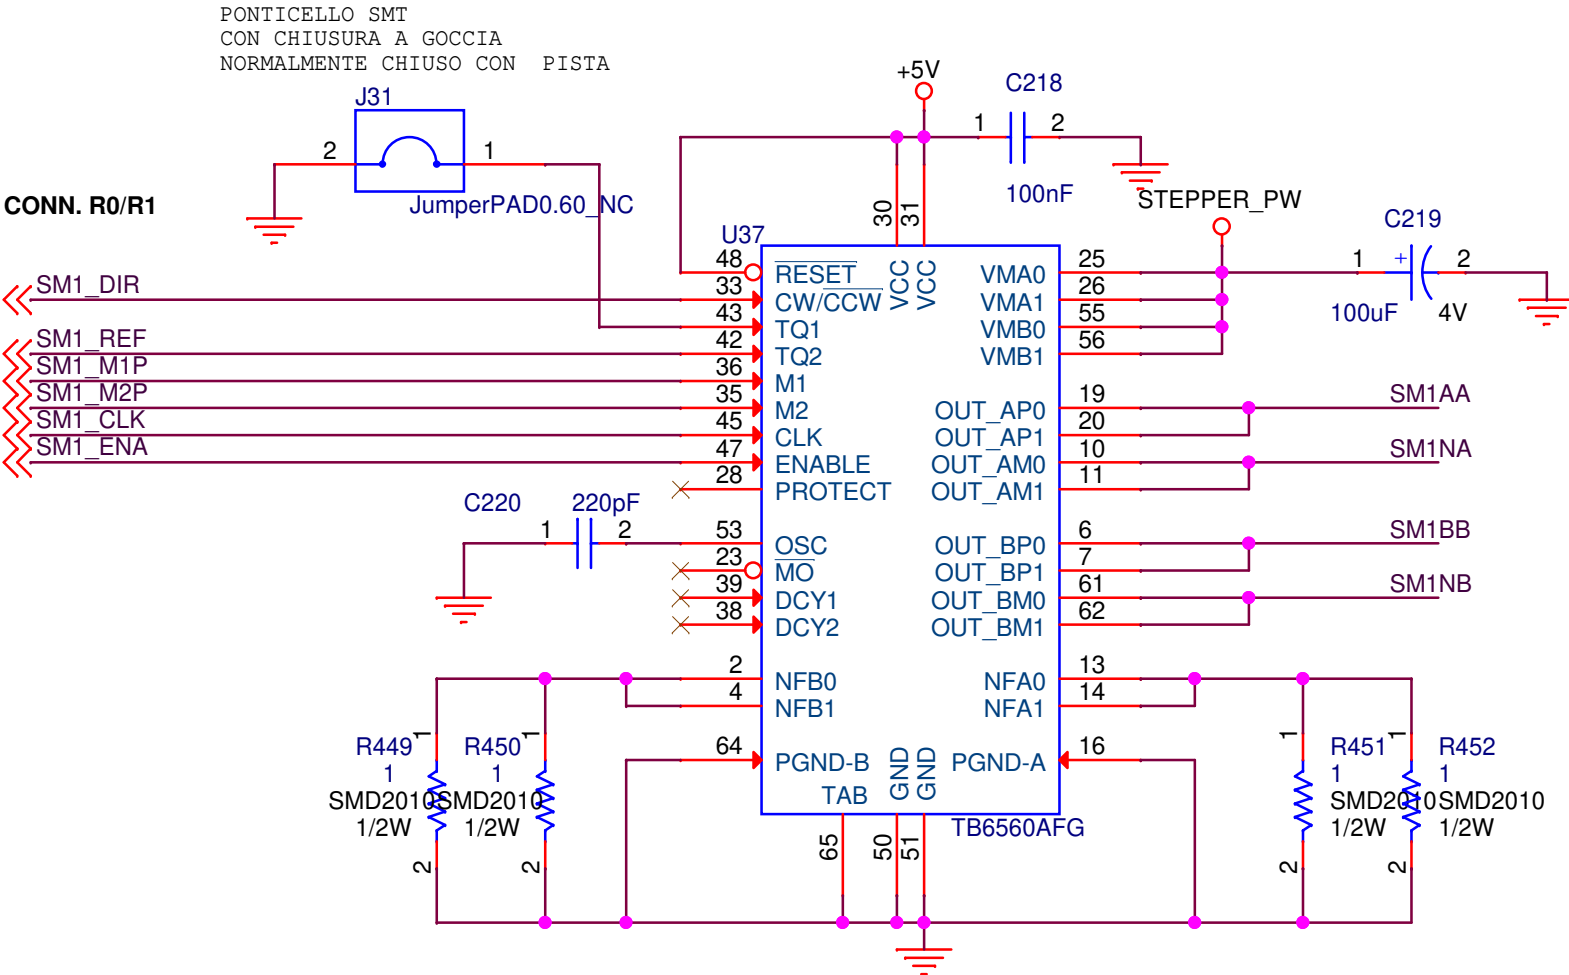 PONTICELLO SMT
CON CHIUSURA A GOCCIA
NORMALMENTE CHIUSO CON PISTA
J31
2
1
JumperPAD0.60_NC
CONN. R0/R1
+5V
C218
1
2
100nF
STEPPER_PW
C219
1
+
2
100uF
4V
30
31
U37
SM1_DIR
SM1_REF
SM1_M1P
SM1_M2P
SM1_CLK
SM1_ENA
48 RESET
33 CW/CCW
43 TQ1
42 TQ2
36 M1
35 M2
45 CLK
47 ENABLE
28 PROTECT
53 OSC
23 MO
39 DCY1
38 DCY2
2 NFB0
4 NFB1
64 PGND-B
VCC
VCC
VMA0 25
VMA1 26
VMB0 55
VMB1 56
OUT_AP0 19
OUT_AP1 20
OUT_AM0 10
OUT_AM1 11
OUT_BP0 6
OUT_BP1 7
OUT_BM0 61
OUT_BM1 62
NFA0 13
NFA1 14
PGND-A 16
SM1AA
SM1NA
SM1BB
SM1NB
C220
220pF
1
2
TAB
GND
GND
TB6560AFG
65
50
51
R449
1
SMD2010
1/2W
1
2
R450
1
SMD2010
1/2W
1
2
R451
1
SMD2010
1/2W
1
2
R452
1
SMD2010
1/2W
1
2